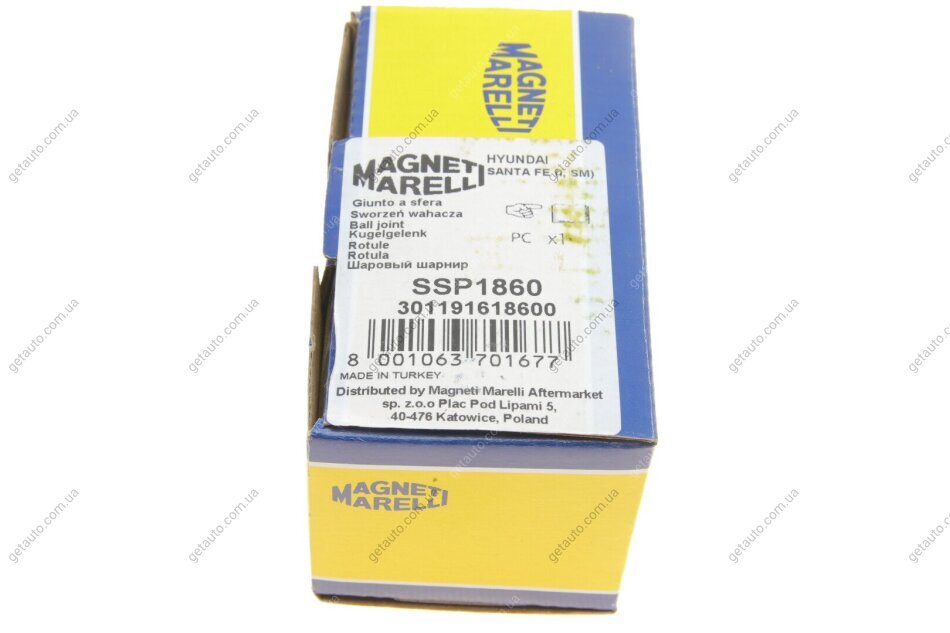 MAGNETI
MARELLI
MAGNETI
MARELLI
HYUNDAI
SANTA FE (I, SM)
Giunto a sfera
Sworzeń wahacza
Ball joint
Kugelgelenk
Rotule
Rotula
Шаровый шарнир
PC x1
SSP1860
301191618600
8 001063 701677
MADE IN TURKEY
Distributed by Magneti Marelli Aftermarket
sp. z.o.o Plac Pod Lipami 5,
40-476 Katowice, Poland
MAGNETI
MARELLI
getauto.com.ua